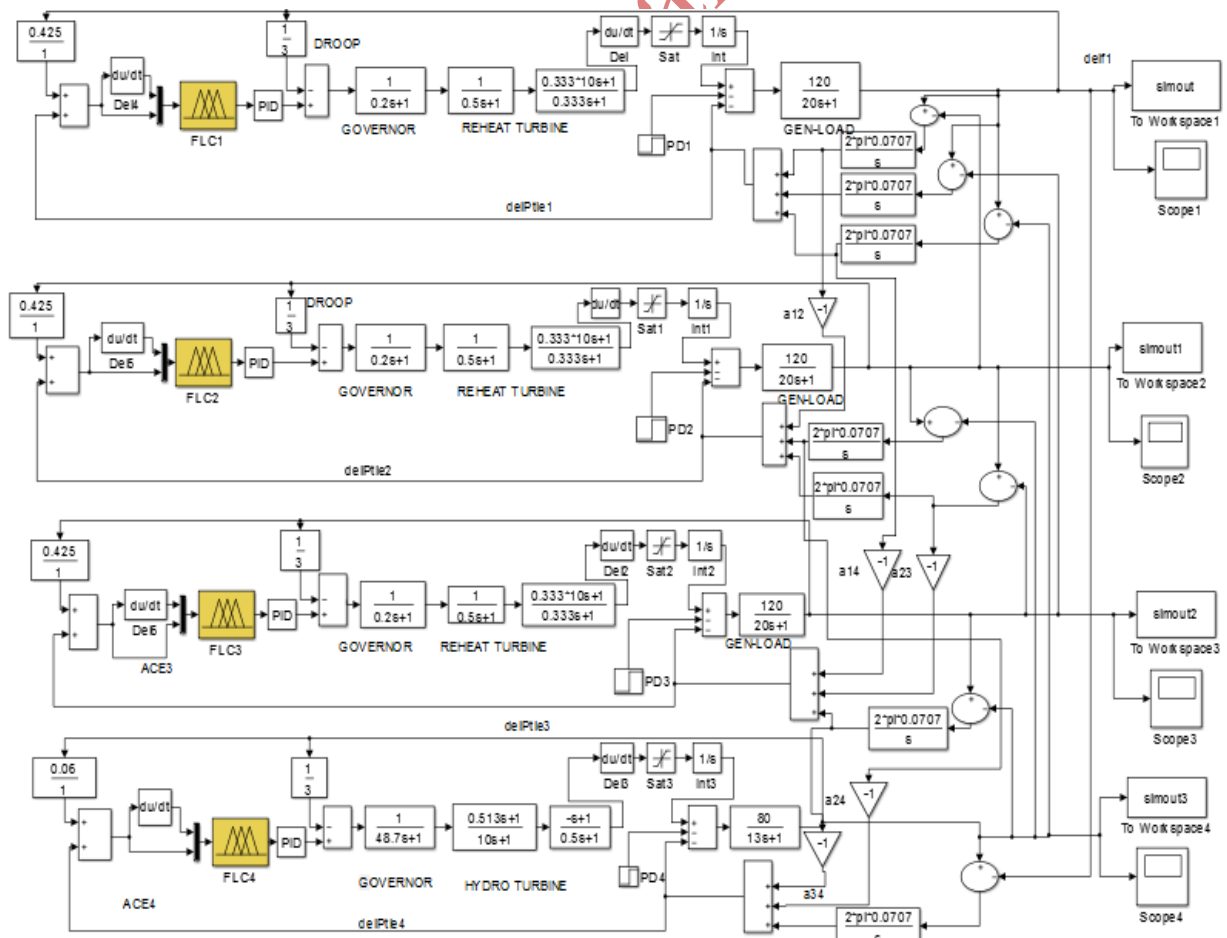 0.425
1
du/dt
Del4
FLC1
PID
1
3
DROOP
1
0.2s+1
GOVERNOR
1
0.5s+1
REHEAT TURBINE
0.333*10s+1
0.333s+1
du/dt
Del
Sat
1/s
Int
PD1
120
20s+1
GEN-LOAD
2*pi*0.0707
s
2*pi*0.0707
s
2*pi*0.0707
s
delf1
simout
To Workspace1
Scope1
delPtie1
0.425
1
du/dt
Del5
FLC2
PID
1
3
DROOP
1
0.2s+1
GOVERNOR
1
0.5s+1
REHEAT TURBINE
0.333*10s+1
0.333s+1
du/dt
Sat1
1/s
Int1
PD2
120
20s+1
GEN-LOAD
-1
a12
2*pi*0.0707
s
2*pi*0.0707
s
simout1
To Workspace2
Scope2
delPtie2
0.425
1
du/dt
Del6
ACE3
FLC3
PID
1
3
1
0.2s+1
GOVERNOR
1
0.5s+1
REHEAT TURBINE
0.333*10s+1
0.333s+1
du/dt
Del2
Sat2
1/s
Int2
PD3
120
20s+1
GEN-LOAD
a14
-1
a23
-1
2*pi*0.0707
s
simout2
To Workspace3
Scope3
delPtie3
0.06
1
du/dt
ACE4
FLC4
PID
1
3
1
48.7s+1
GOVERNOR
0.513s+1
10s+1
HYDRO TURBINE
-s+1
0.5s+1
du/dt
Del3
Sat3
1/s
Int3
PD4
80
13s+1
a24
-1
-1
a34
2*pi*0.0707
simout3
To Workspace4
Scope4
delPtie4